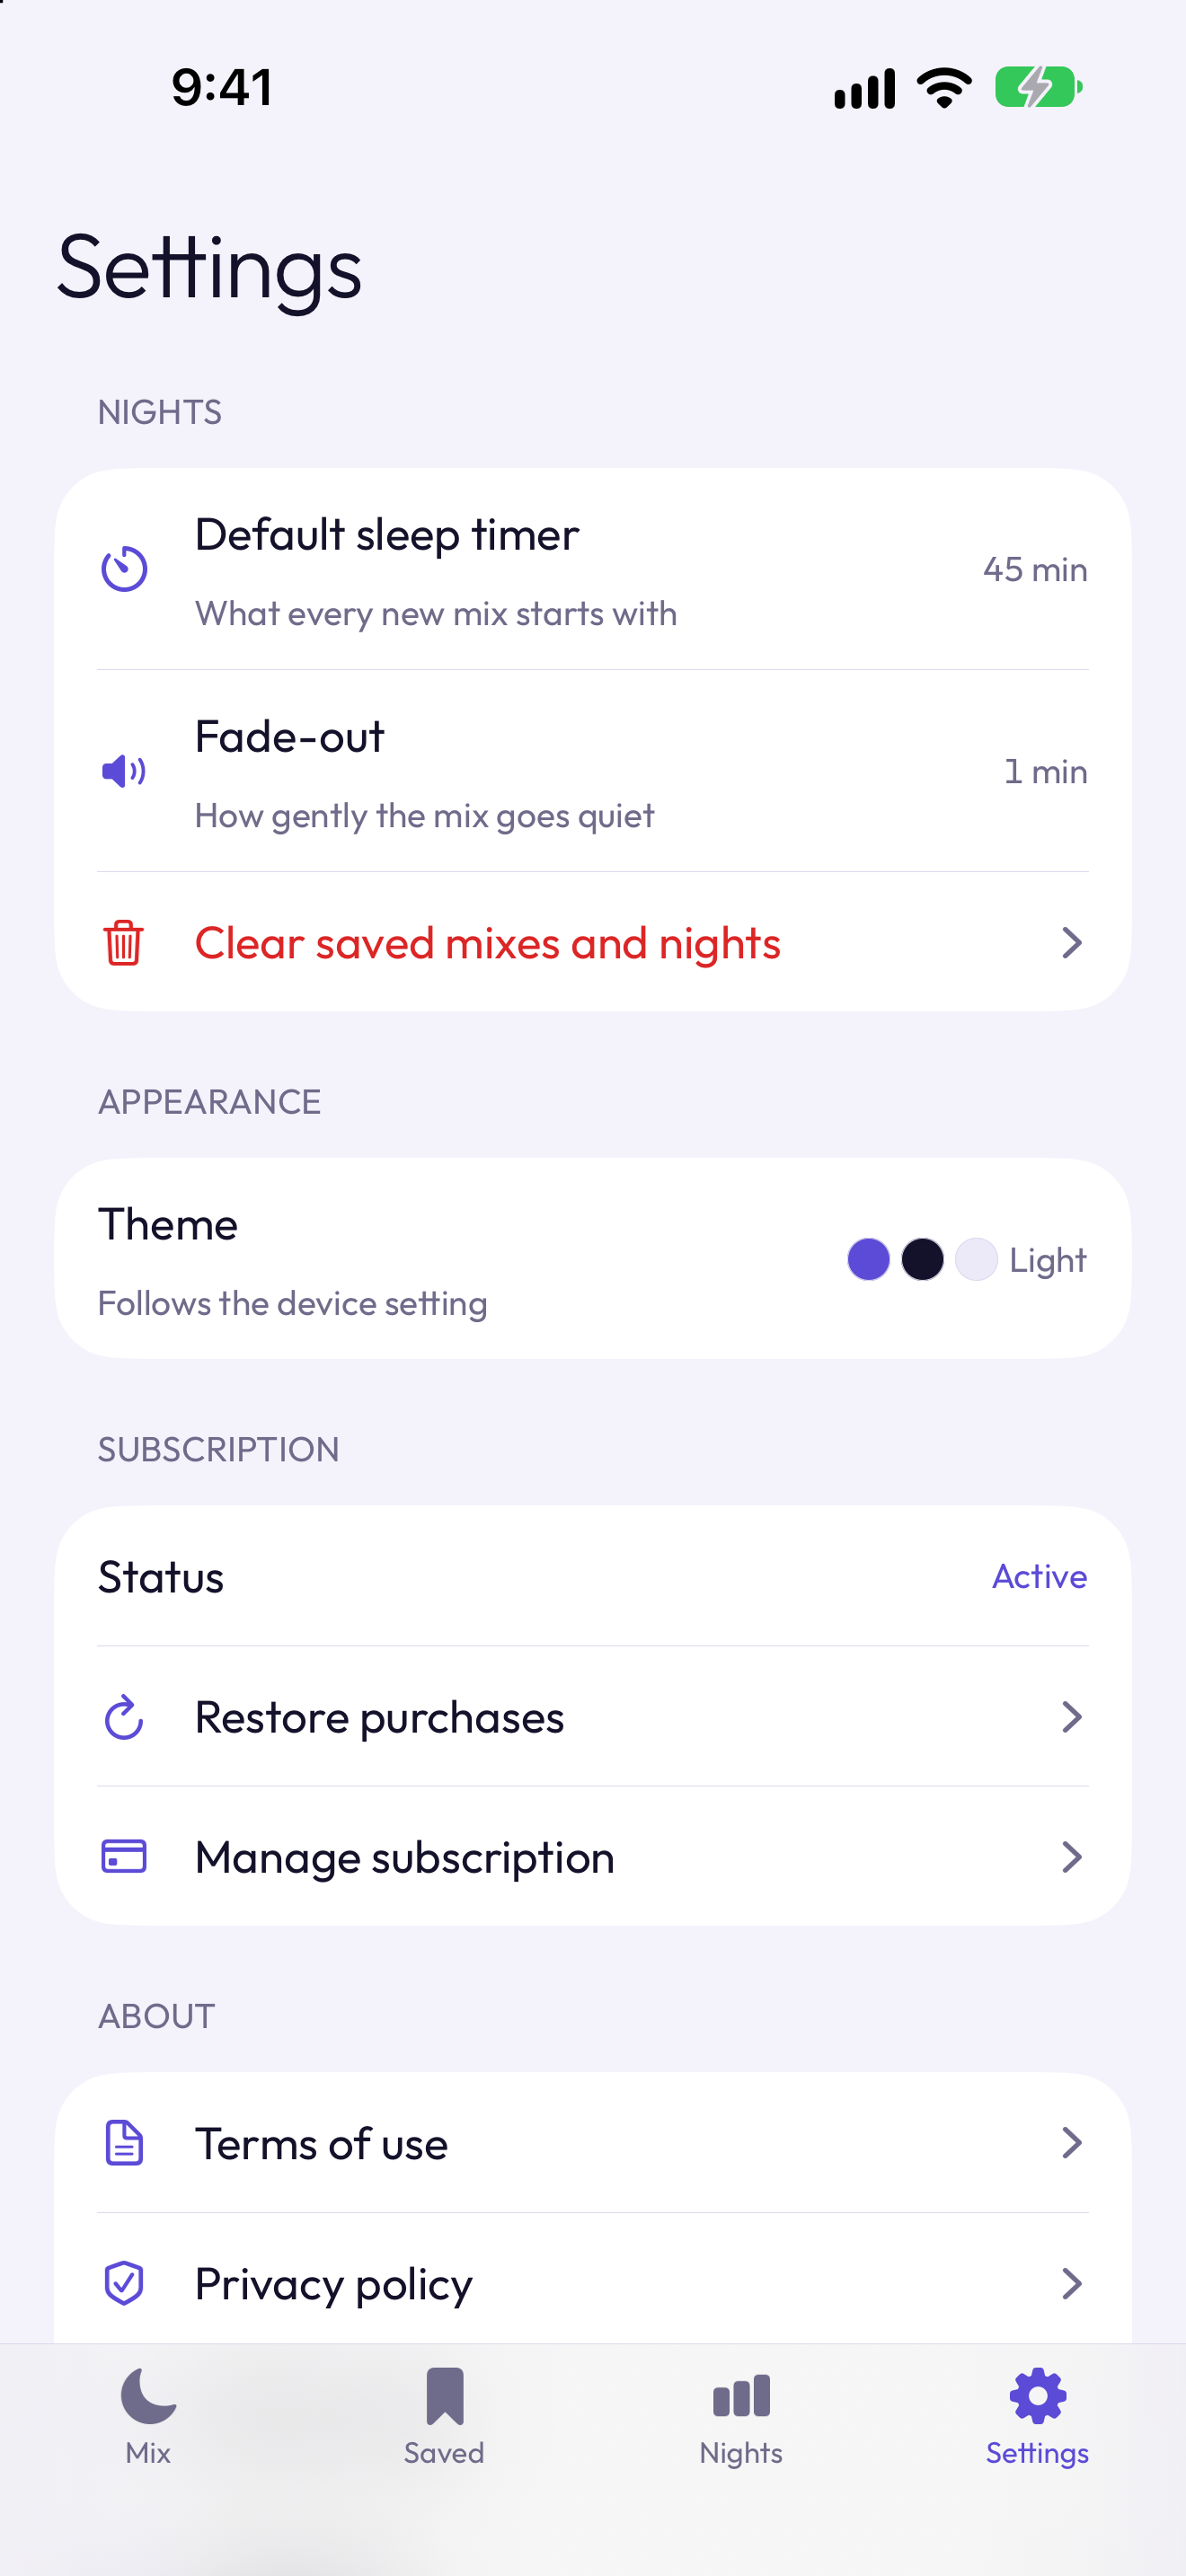 9:41
Settings
NIGHTS
Default sleep timer
What every new mix starts with
45 min
Fade-out
How gently the mix goes quiet
1 min
Clear saved mixes and nights
APPEARANCE
Theme
Follows the device setting
Light
SUBSCRIPTION
Status
Active
Restore purchases
Manage subscription
ABOUT
Terms of use
Privacy policy
Mix
Saved
Nights
Settings